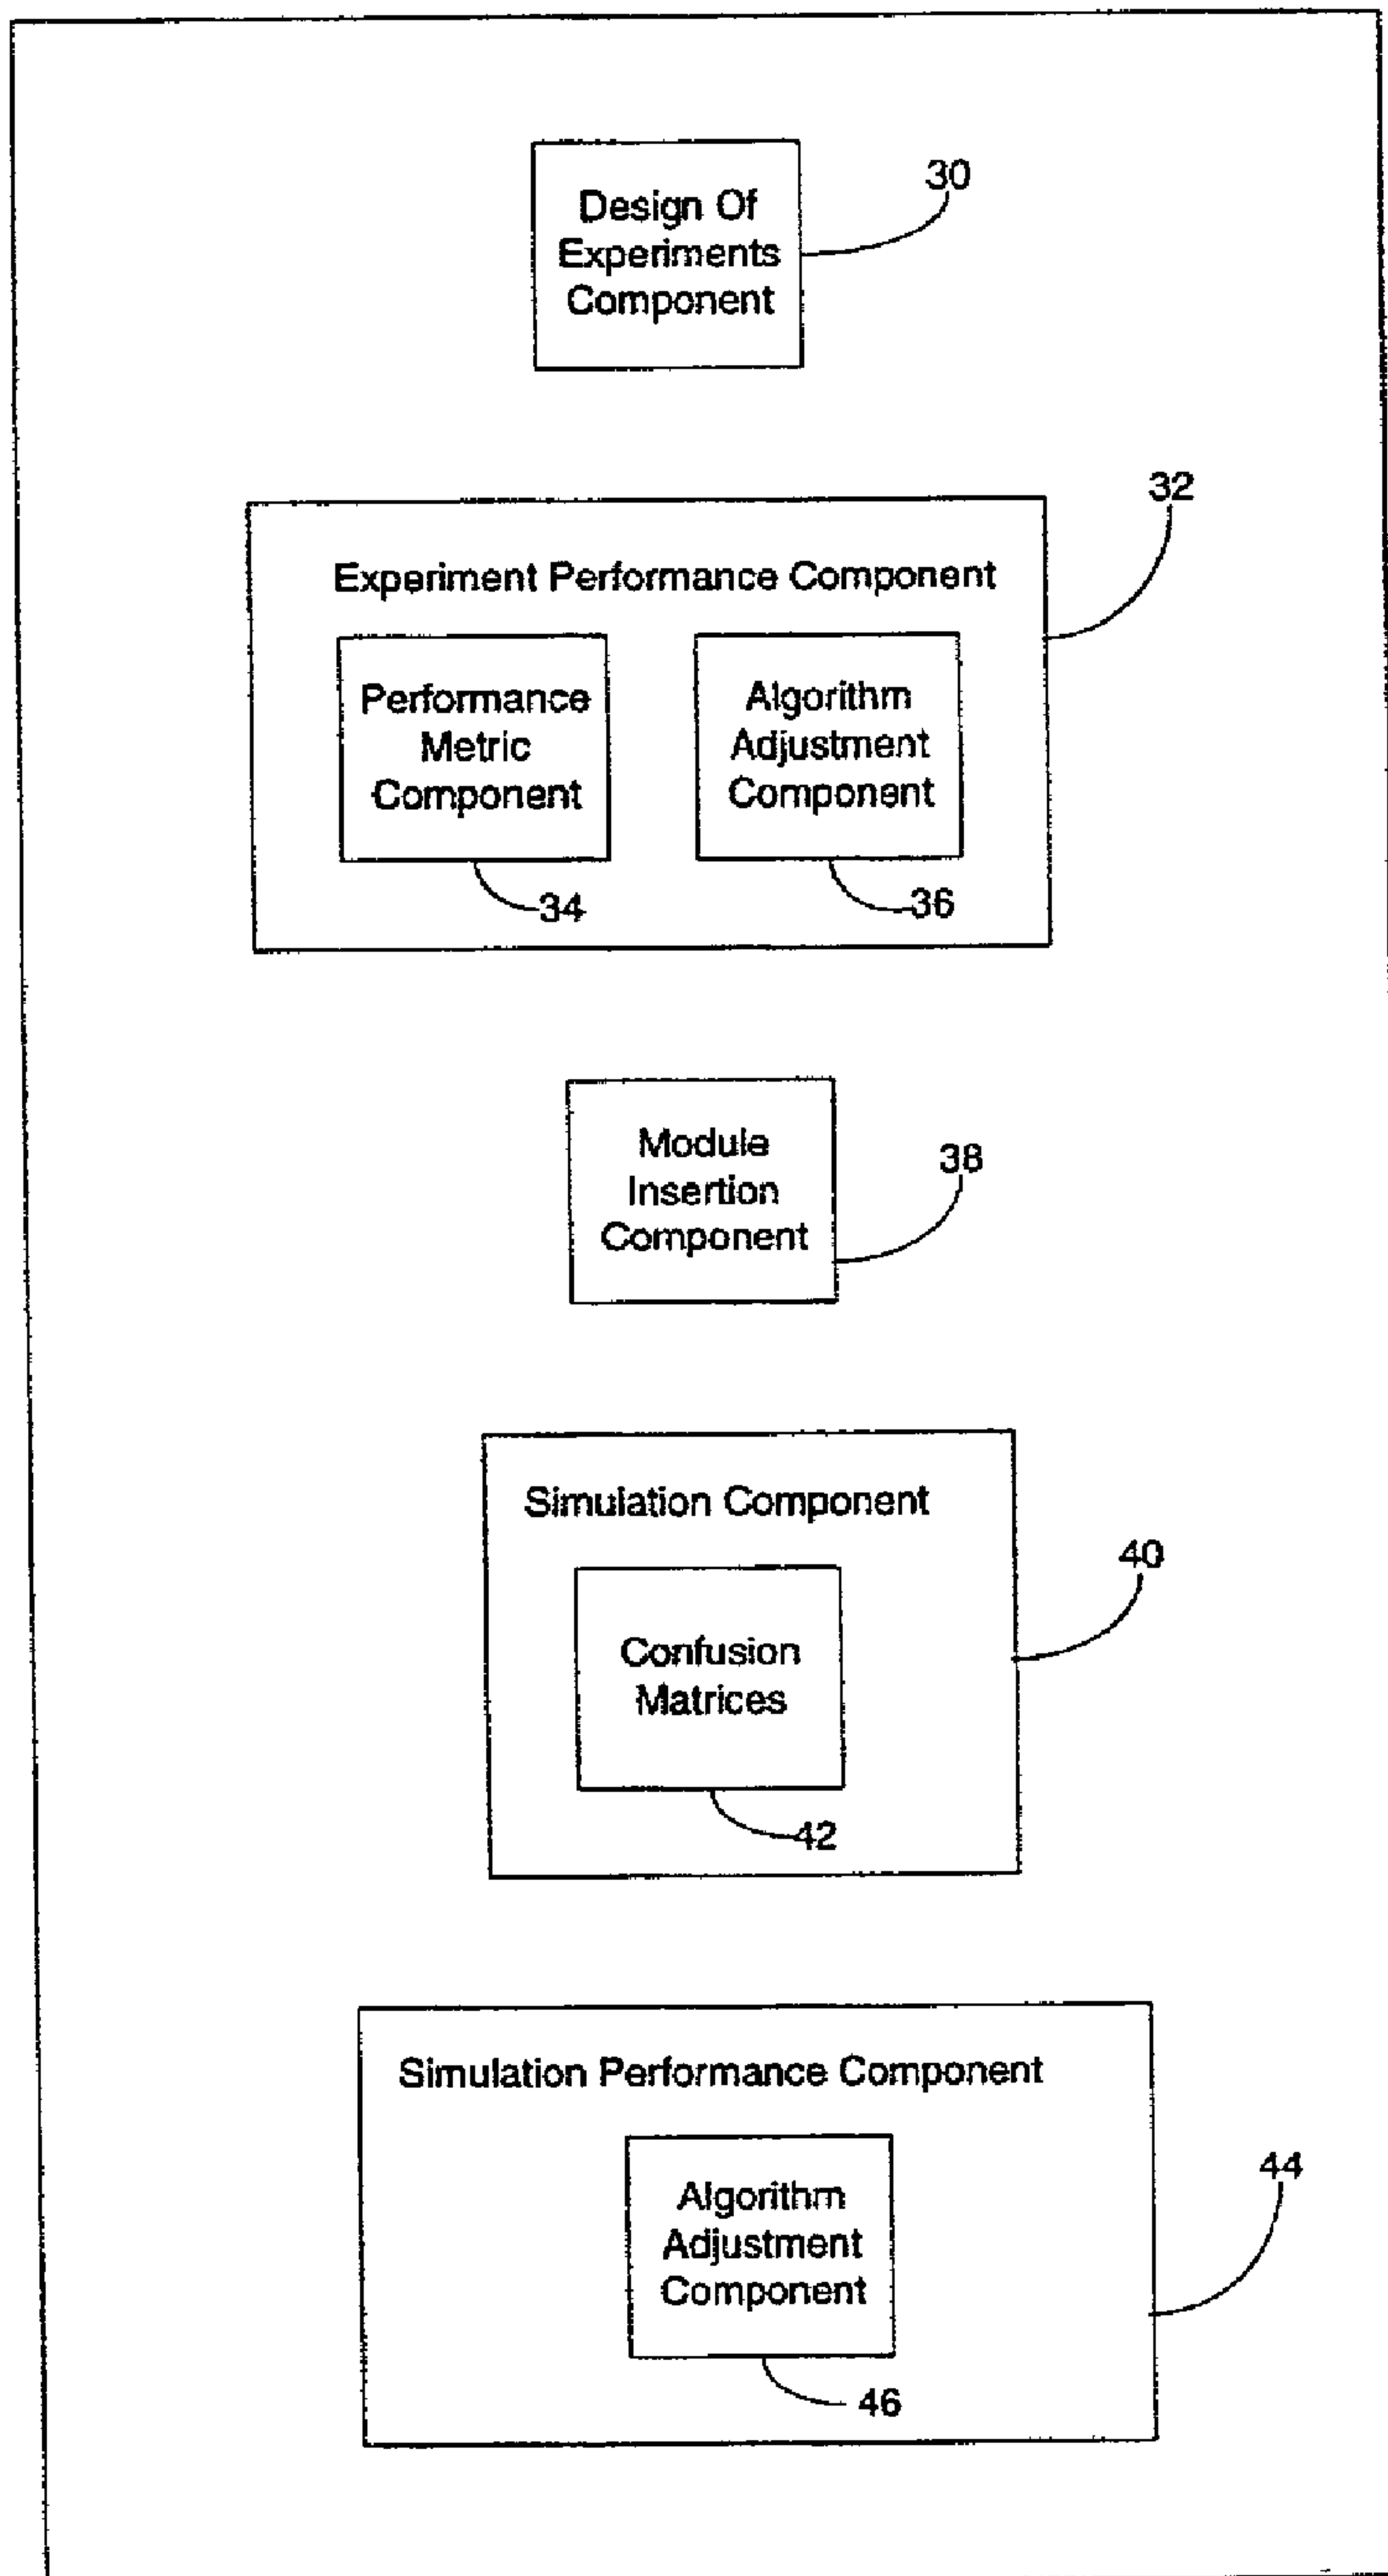 Design Of
Experiments
Component
30
32
Experiment Performance Component
Performance
Metric
Component
34
Algorithm
Adjustment
Component
36
Module
Insertion
Component
38
Simulation Component
40
Confusion
Matrices
42
Simulation Performance Component
44
Algorithm
Adjustment
Component
46